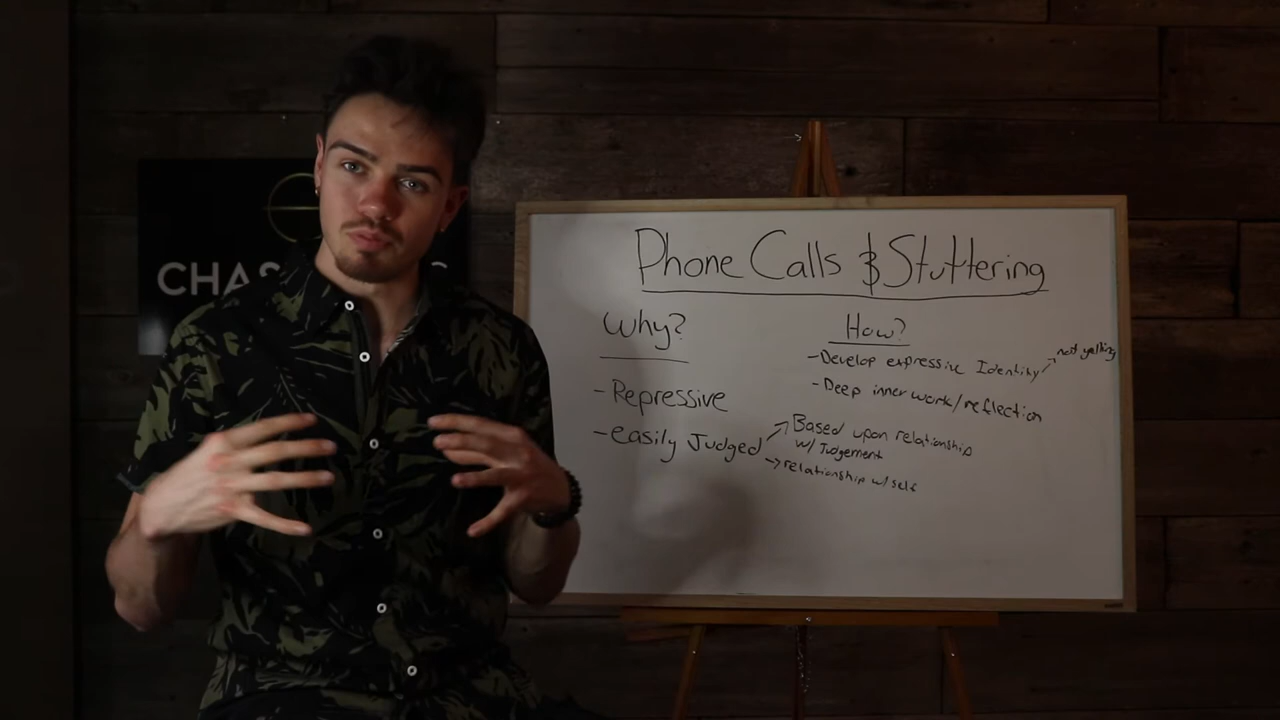 CHAS
Phone Calls & Stuttering
Why?
- Repressive
- easily Judged
→ Based upon relationship
w/ Judgement
→ relationship w/ self
How?
- Develop expressive Identity → not yelling
- Deep inner work/reflection